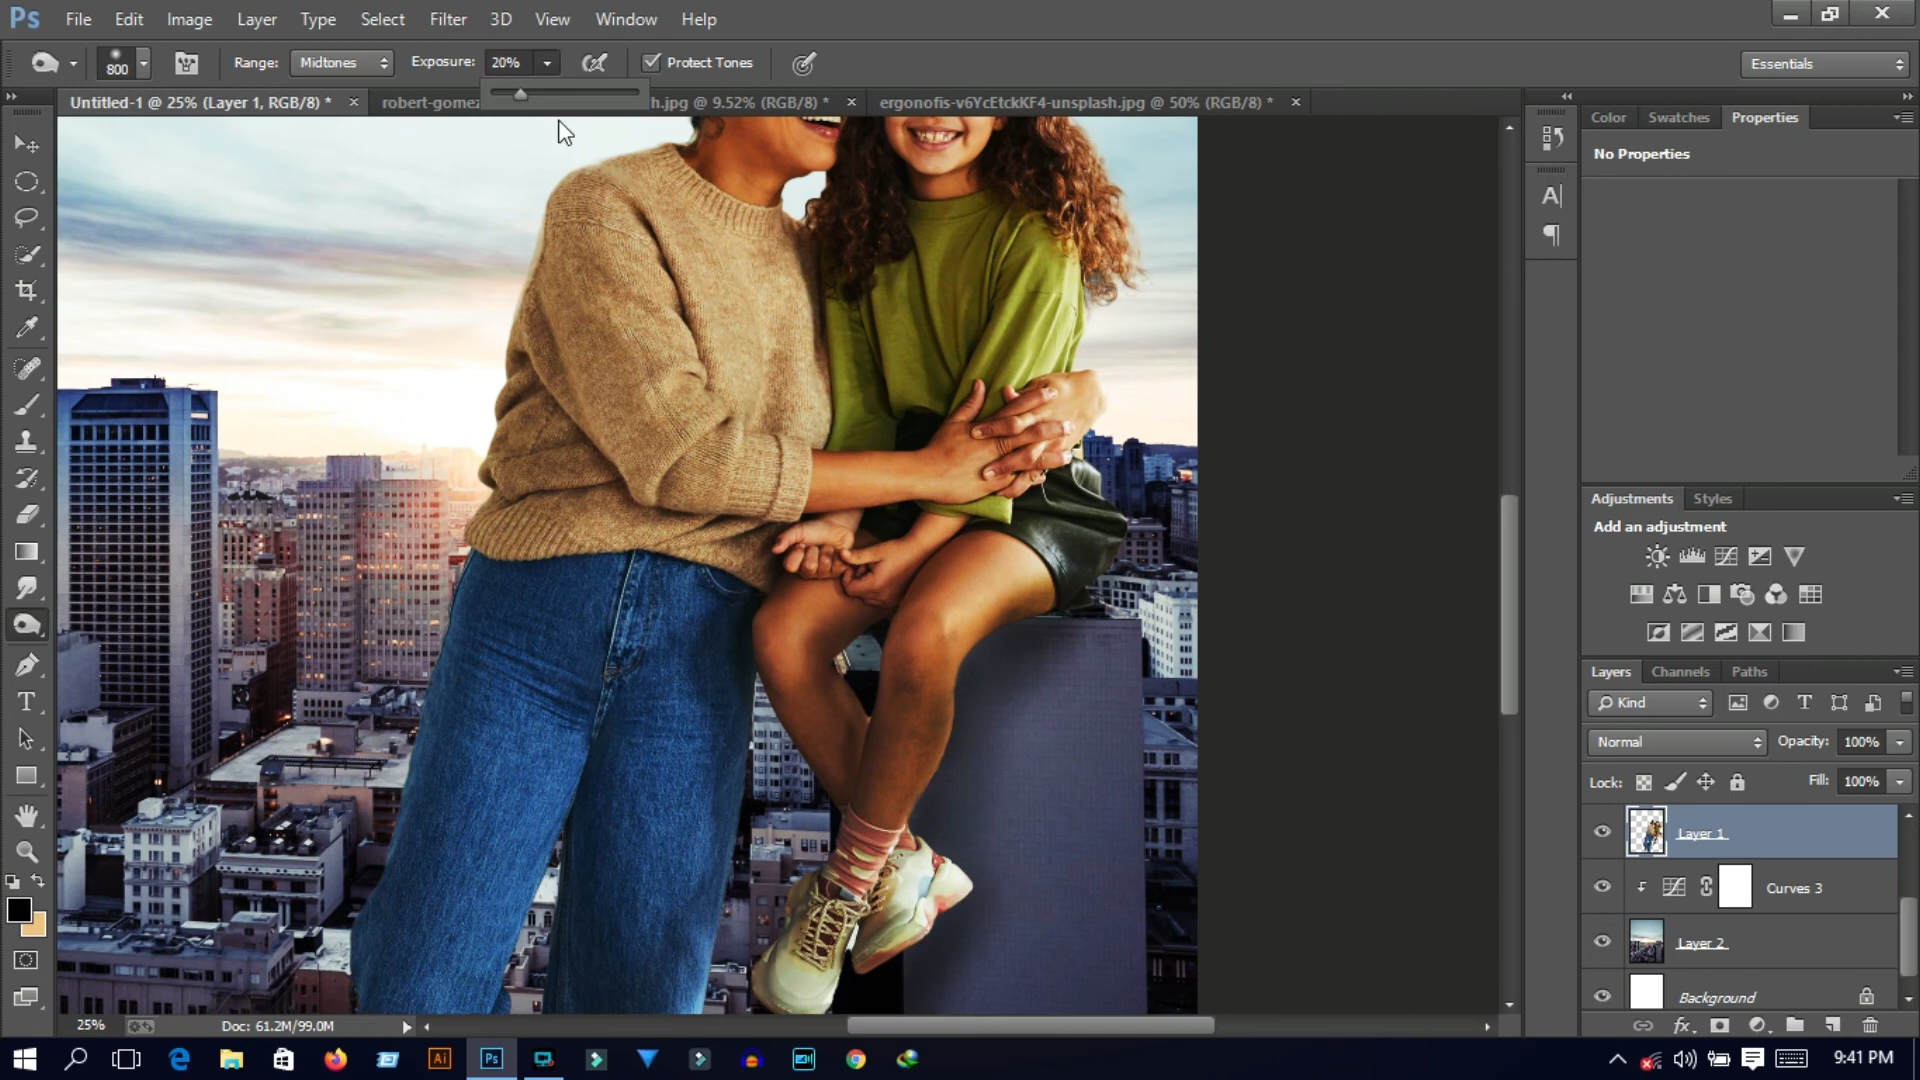 Ps File Edit Image Layer Type Select Filter 3D View Window Help
800 Range: Midtones Exposure: 20% Protect Tones Essentials
Untitled-1 @ 25% (Layer 1, RGB/8) * robert-gomez h.jpg @ 9.52% (RGB/8) * ergonofis-v6YcEtckKF4-unsplash.jpg @ 50% (RGB/8) *
Color Swatches Properties
No Properties
Adjustments Styles
Add an adjustment
Layers Channels Paths
Kind
Normal Opacity: 100%
Lock: Fill: 100%
Layer 1
Curves 3
Layer 2
Background
25% Doc: 61.2M/99.0M
Ai Ps 9:41 PM